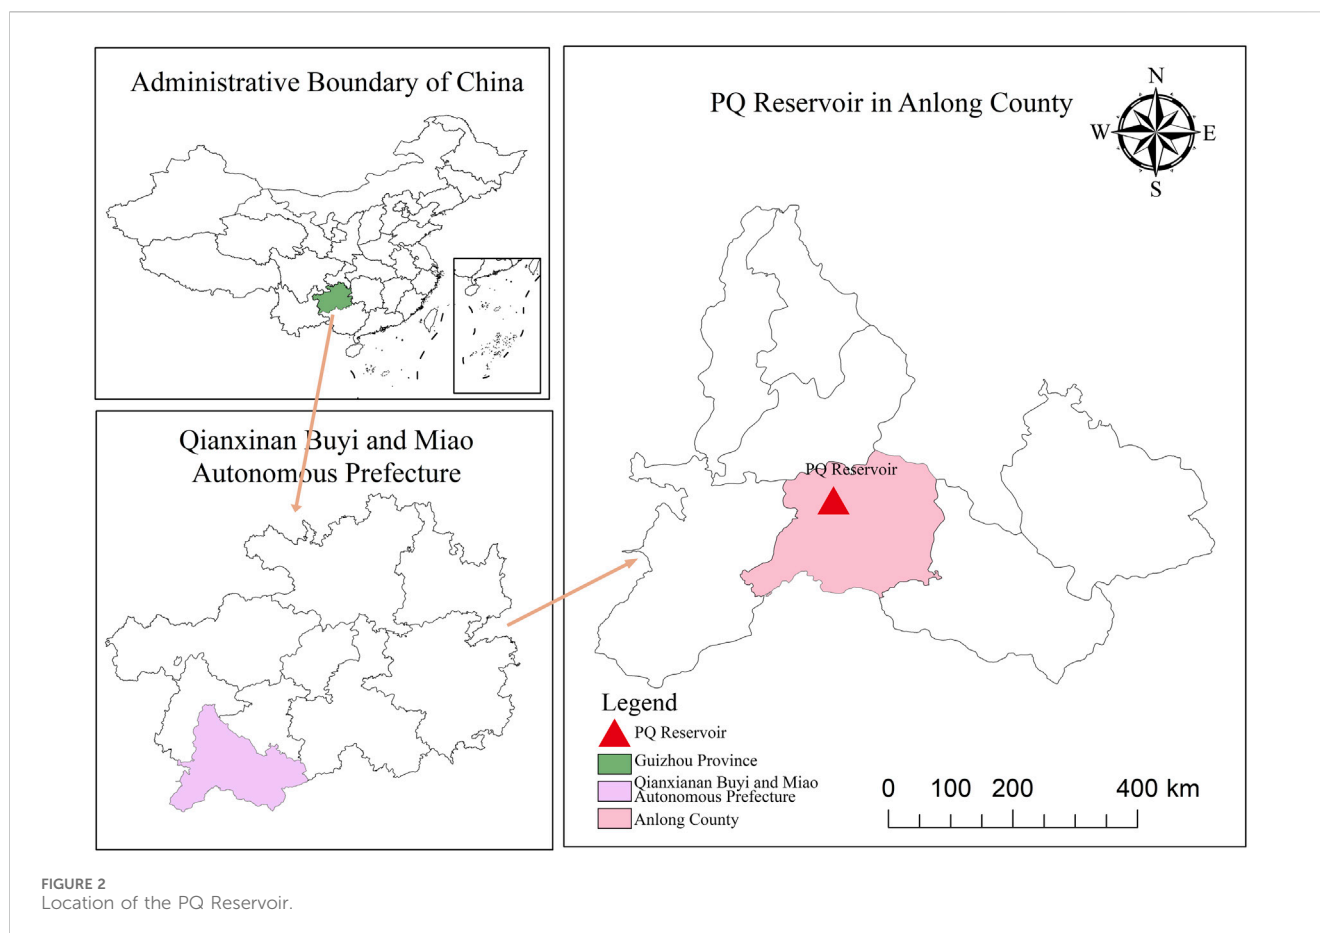 Administrative Boundary of China
Qianxinan Buyi and Miao
Autonomous Prefecture
PQ Reservoir in Anlong County
N
W
E
S
PQ Reservoir
Legend
PQ Reservoir
Guizhou Province
Qianxianan Buyi and Miao
Autonomous Prefecture
Anlong County
0 100 200 400 km
FIGURE 2
Location of the PQ Reservoir.